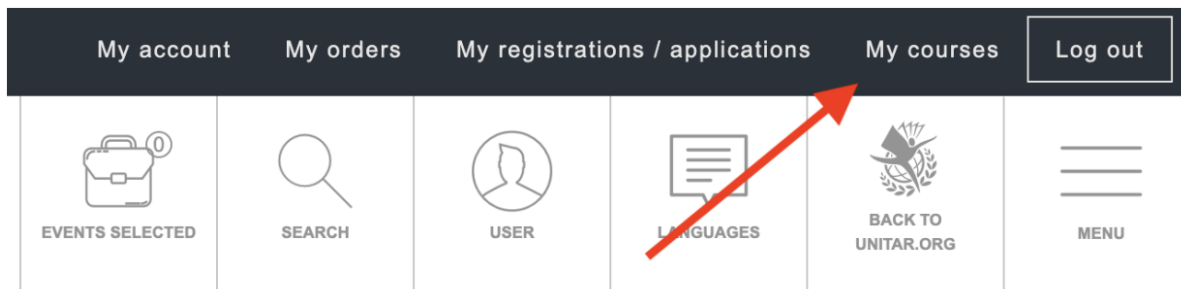 My account My orders My registrations / applications My courses Log out
0
EVENTS SELECTED SEARCH USER LANGUAGES BACK TO UNITAR.ORG MENU